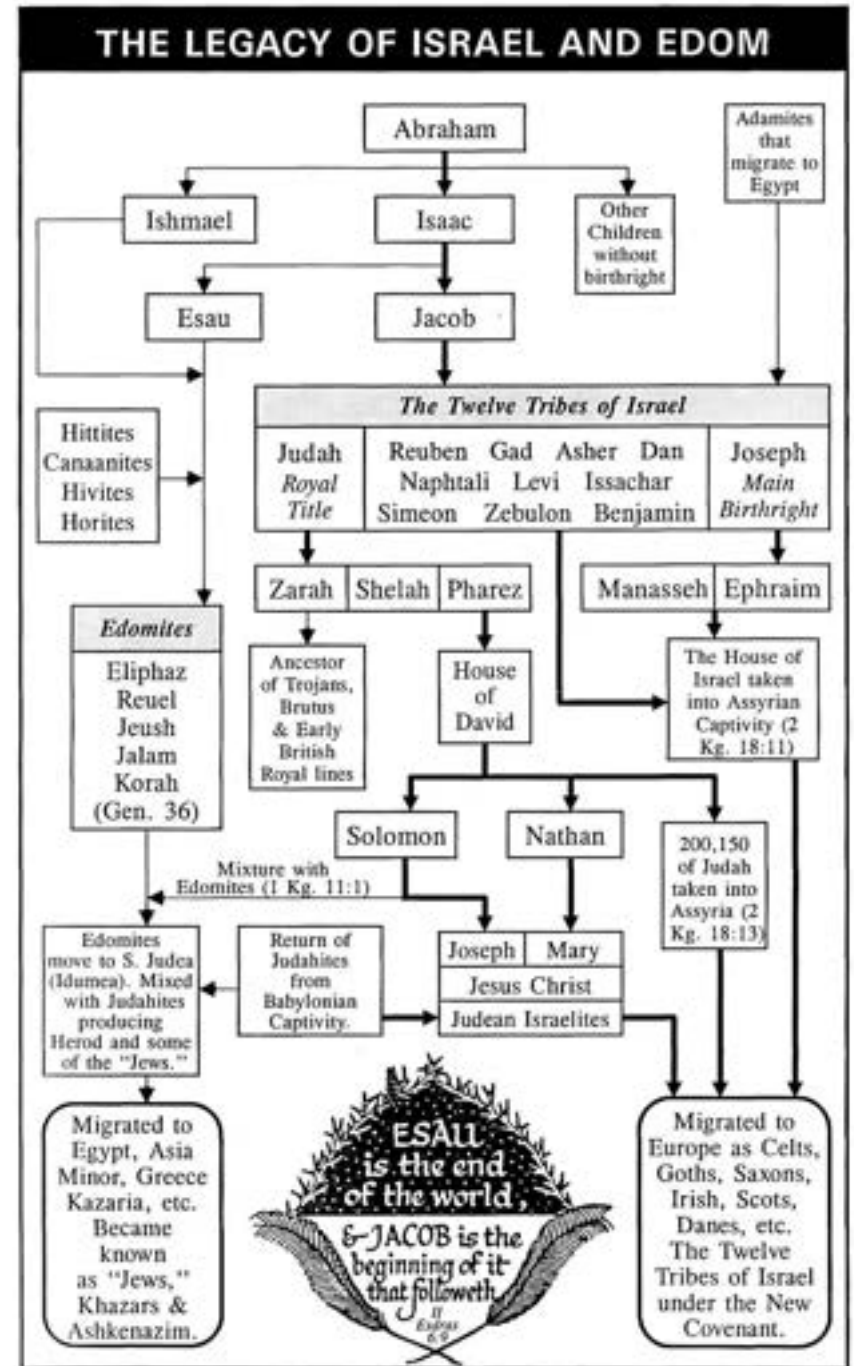 THE LEGACY OF ISRAEL AND EDOM
Abraham
Adamites
that
migrate to
Egypt
Ishmael
Isaac
Other
Children
without
birthright
Esau
Jacob
The Twelve Tribes of Israel
Hittites
Canaanites
Hivites
Horites
Judah
Royal
Title
Reuben Gad Asher Dan
Naphtali Levi Issachar
Simeon Zebulon Benjamin
Joseph
Main
Birthright
Zarah
Shelah
Pharez
Manasseh
Ephraim
Edomites
Eliphaz
Reuel
Jeush
Jalam
Korah
(Gen. 36)
Ancestor
of Trojans,
Brutus
& Early
British
Royal lines
House
of
David
The House of
Israel taken
into Assyrian
Captivity (2
Kg. 18:11)
Solomon
Nathan
200,150
of Judah
taken into
Assyria (2
Kg. 18:13)
Mixture with
Edomites (1 Kg. 11:1)
Edomites
move to S. Judea
(Idumea). Mixed
with Judahites
producing
Herod and some
of the "Jews."
Return of
Judahites
from
Babylonian
Captivity.
Joseph
Mary
Jesus Christ
Judean Israelites
Migrated to
Egypt, Asia
Minor, Greece
Kazaria, etc.
Became
known
as "Jews,"
Khazars &
Ashkenazim.
ESAU
is the end
of the world,
& JACOB is the
beginning of it
that followeth
II
Esdras
6:9
Migrated to
Europe as Celts,
Goths, Saxons,
Irish, Scots,
Danes, etc.
The Twelve
Tribes of Israel
under the New
Covenant.